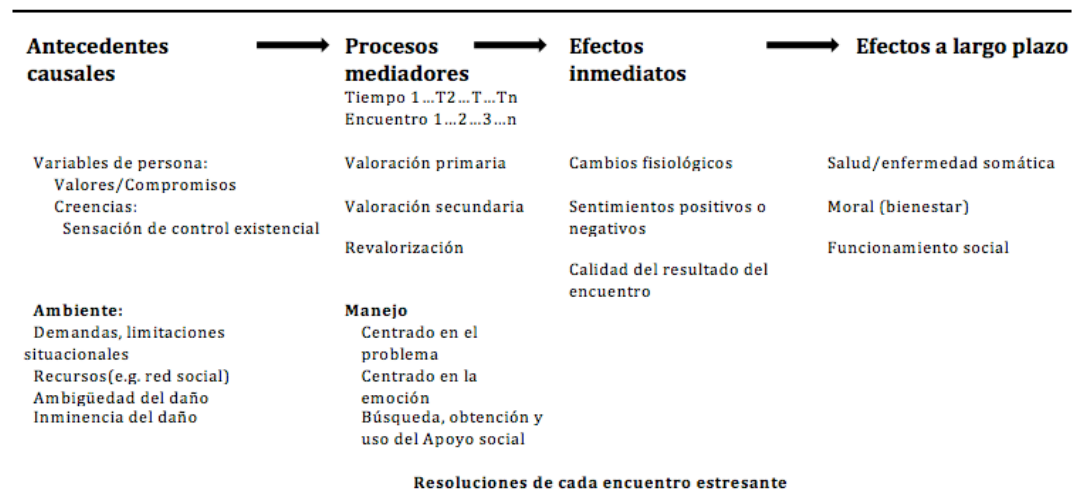 Antecedentes
causales
Procesos
mediadores
Tiempo 1...T2...T...Tn
Encuentro 1...2...3...n
Efectos
inmediatos
Efectos a largo plazo
Variables de persona:
Valores/Compromisos
Creencias:
Sensación de control existencial
Valoración primaria
Valoración secundaria
Revalorización
Cambios fisiológicos
Sentimientos positivos o
negativos
Calidad del resultado del
encuentro
Salud/enfermedad somática
Moral (bienestar)
Funcionamiento social
Ambiente:
Demandas, limitaciones
situacionales
Recursos(e.g. red social)
Ambigüedad del daño
Inminencia del daño
Manejo
Centrado en el
problema
Centrado en la
emoción
Búsqueda, obtención y
uso del Apoyo social
Resoluciones de cada encuentro estresante